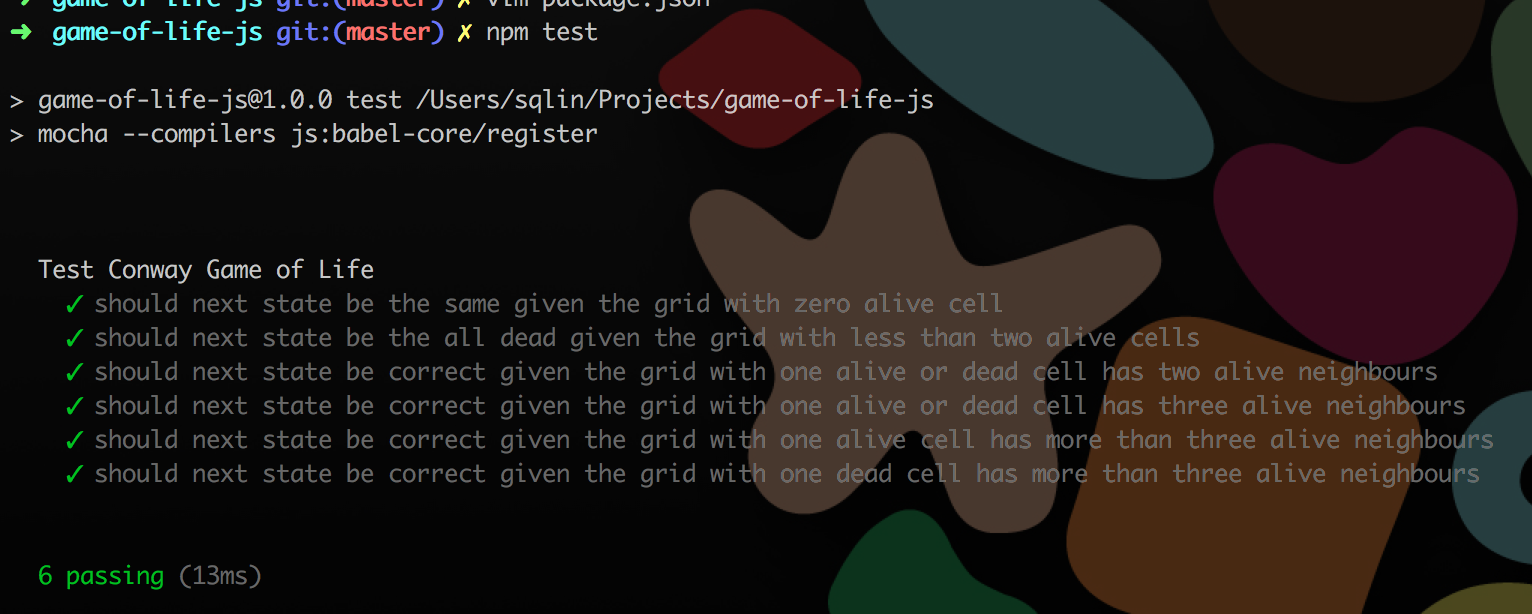 ➜ game-of-life-js git:(master) ✗ vim package.json
➜ game-of-life-js git:(master) ✗ npm test
> game-of-life-js@1.0.0 test /Users/sqlin/Projects/game-of-life-js
> mocha --compilers js:babel-core/register
Test Conway Game of Life
✓ should next state be the same given the grid with zero alive cell
✓ should next state be the all dead given the grid with less than two alive cells
✓ should next state be correct given the grid with one alive or dead cell has two alive neighbours
✓ should next state be correct given the grid with one alive or dead cell has three alive neighbours
✓ should next state be correct given the grid with one alive cell has more than three alive neighbours
✓ should next state be correct given the grid with one dead cell has more than three alive neighbours
6 passing (13ms)